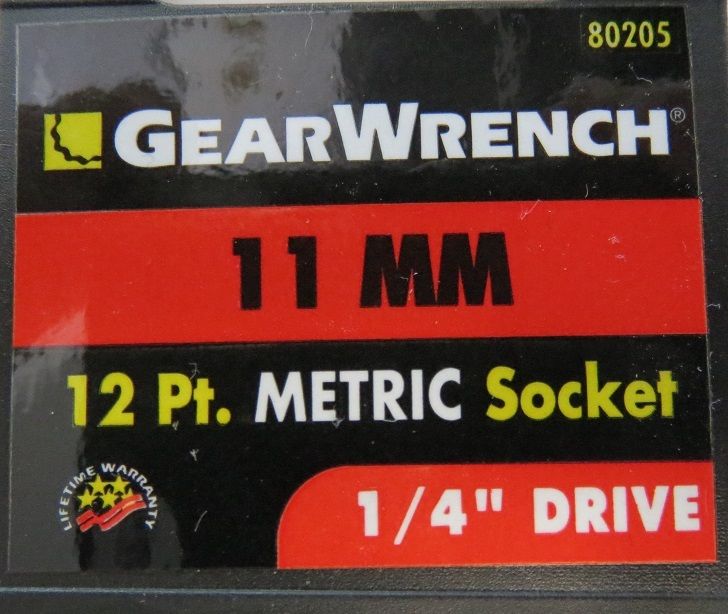 80205
GEARWRENCH®
11 MM
12 Pt. METRIC Socket
LIFETIME WARRANTY
1/4" DRIVE